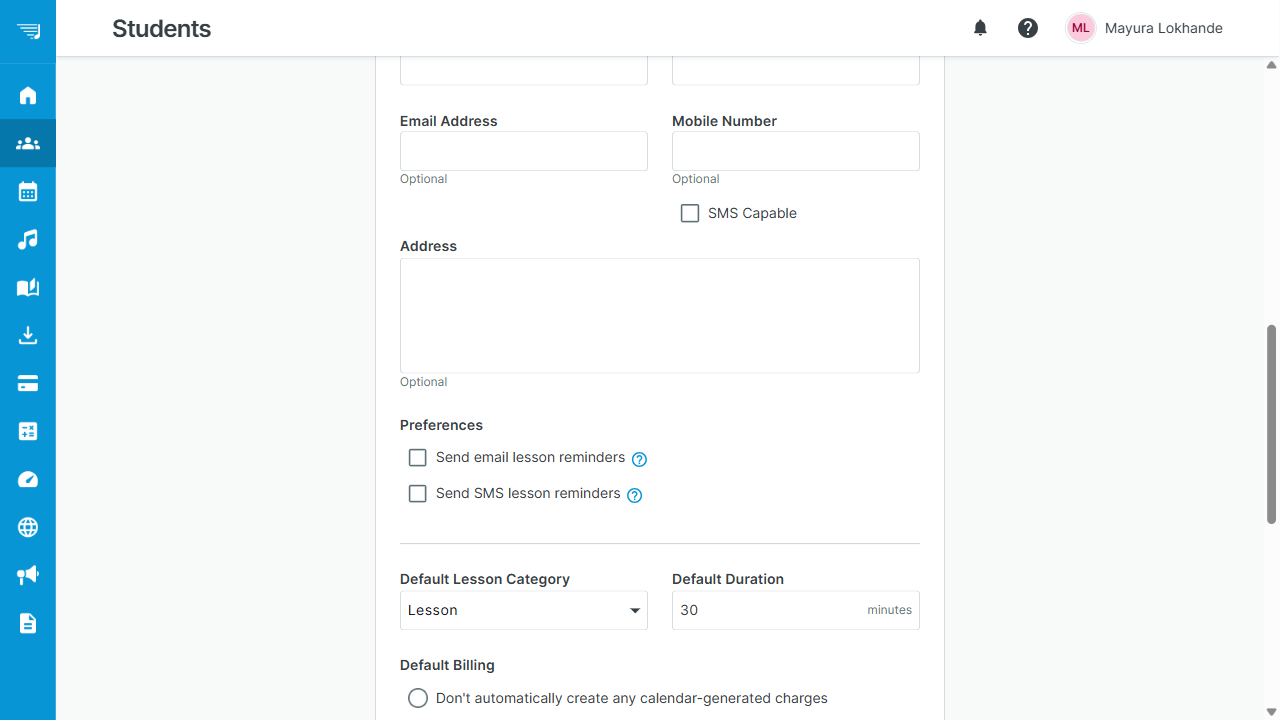 Students
ML Mayura Lokhande
Email Address
Mobile Number
Optional
Optional
SMS Capable
Address
Optional
Preferences
Send email lesson reminders
Send SMS lesson reminders
Default Lesson Category
Default Duration
Lesson
30 minutes
Default Billing
Don't automatically create any calendar-generated charges